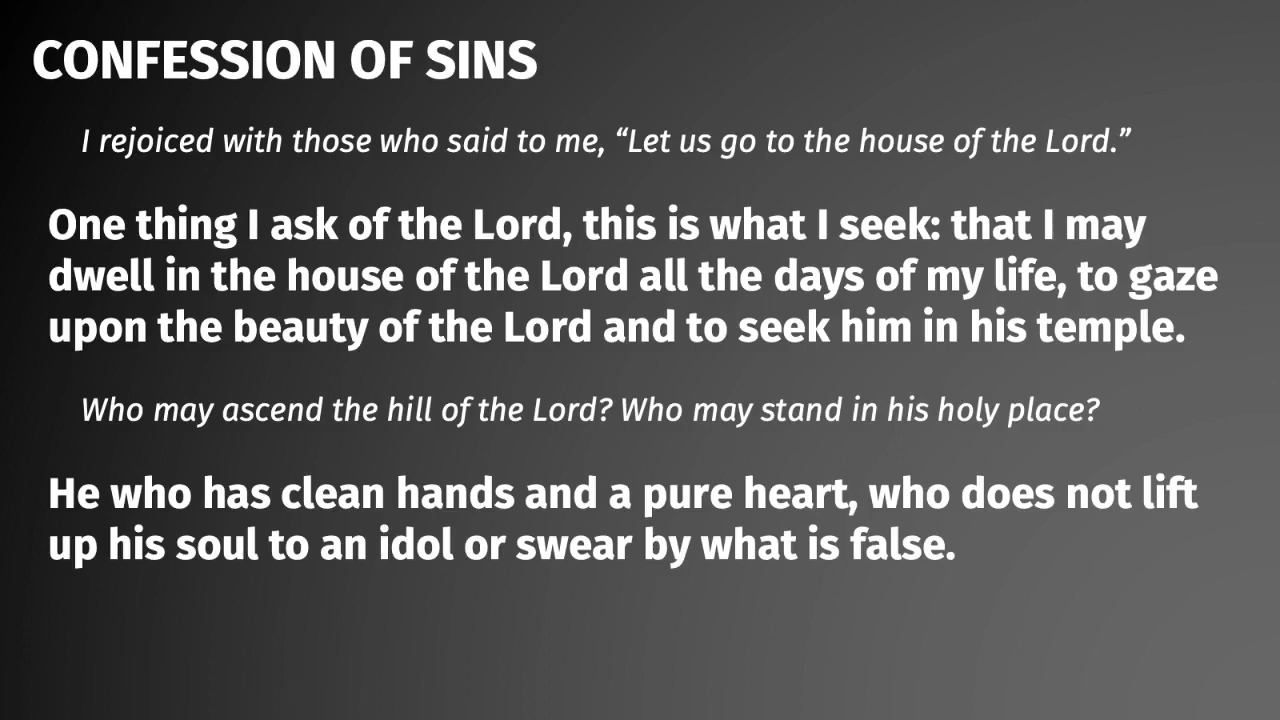 CONFESSION OF SINS
I rejoiced with those who said to me, “Let us go to the house of the Lord.”
One thing I ask of the Lord, this is what I seek: that I may
dwell in the house of the Lord all the days of my life, to gaze
upon the beauty of the Lord and to seek him in his temple.
Who may ascend the hill of the Lord? Who may stand in his holy place?
He who has clean hands and a pure heart, who does not lift
up his soul to an idol or swear by what is false.